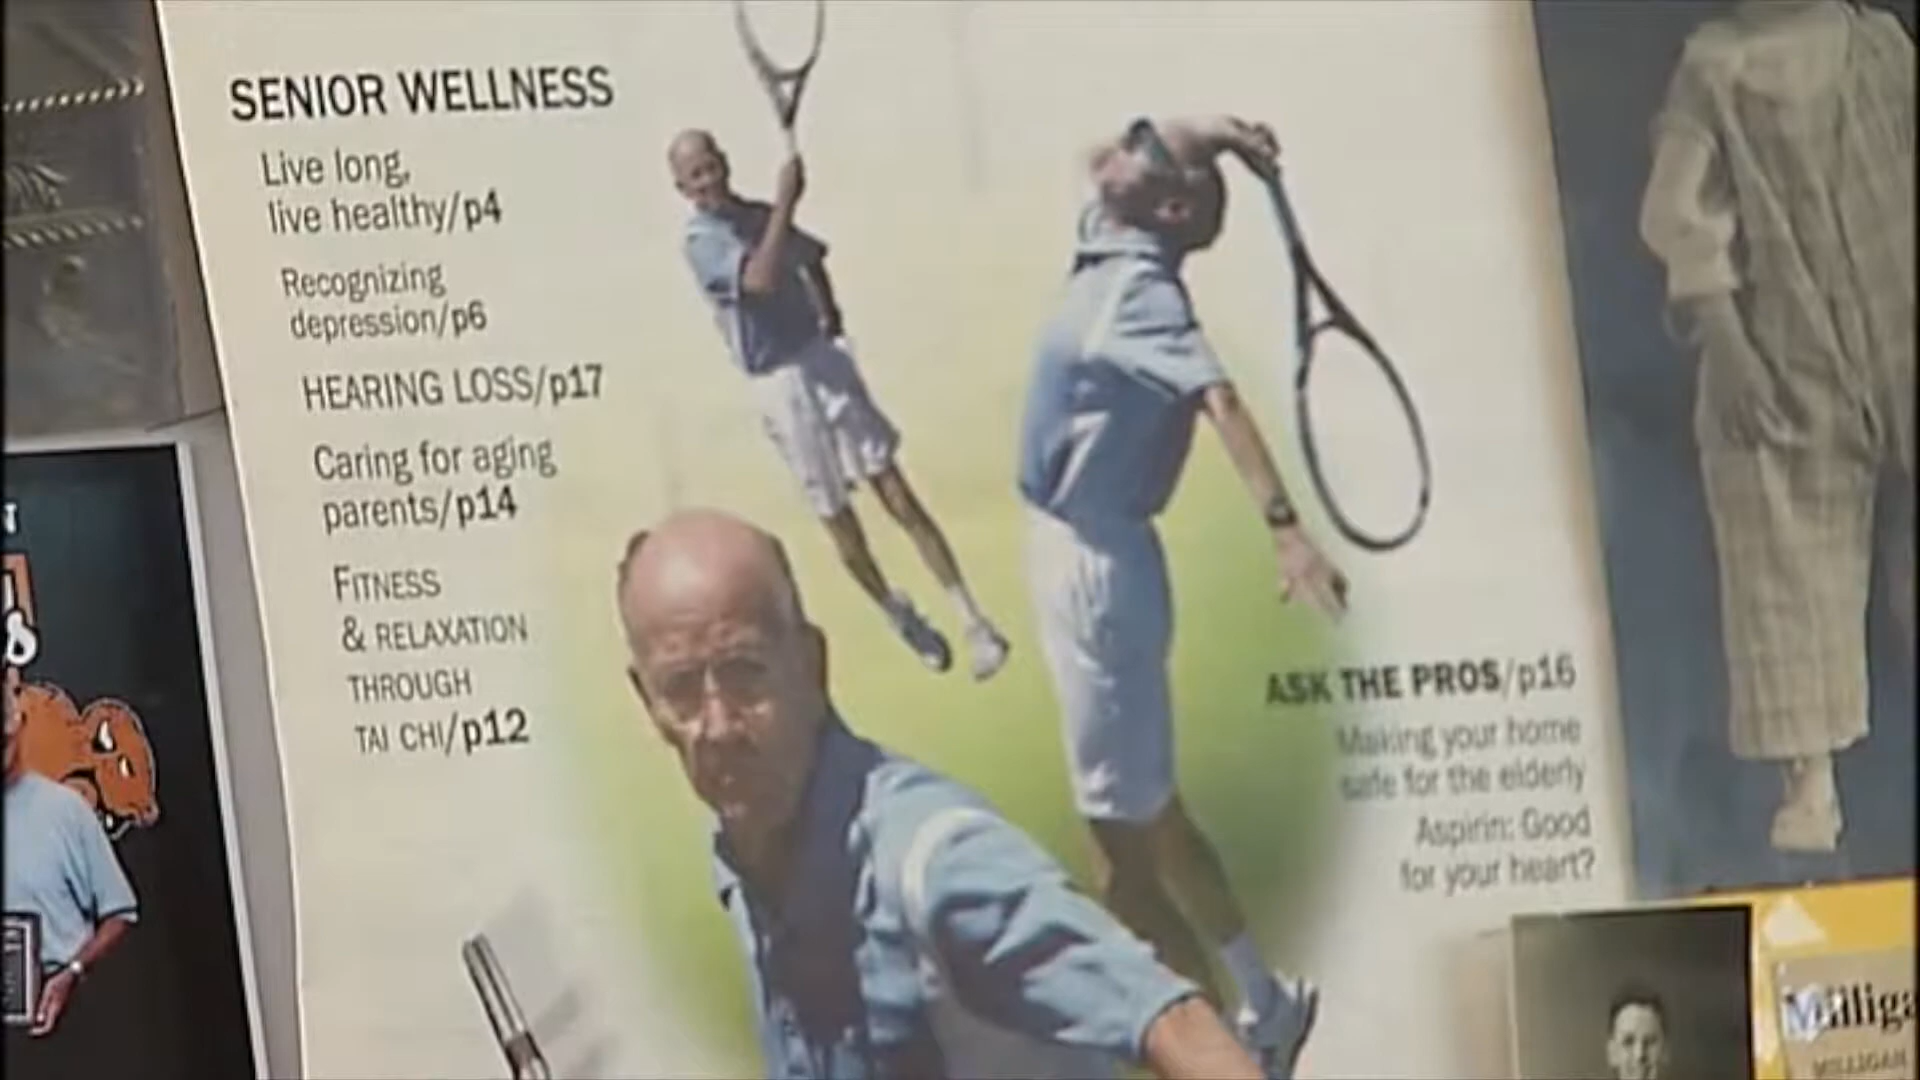 SENIOR WELLNESS
Live long,
live healthy/p4
Recognizing
depression/p6
HEARING LOSS/p17
Caring for aging
parents/p14
FITNESS
& RELAXATION
THROUGH
TAI CHI/p12
ASK THE PROS/p16
Making your home
safe for the elderly
Aspirin: Good
for your heart?
MILLIGAN